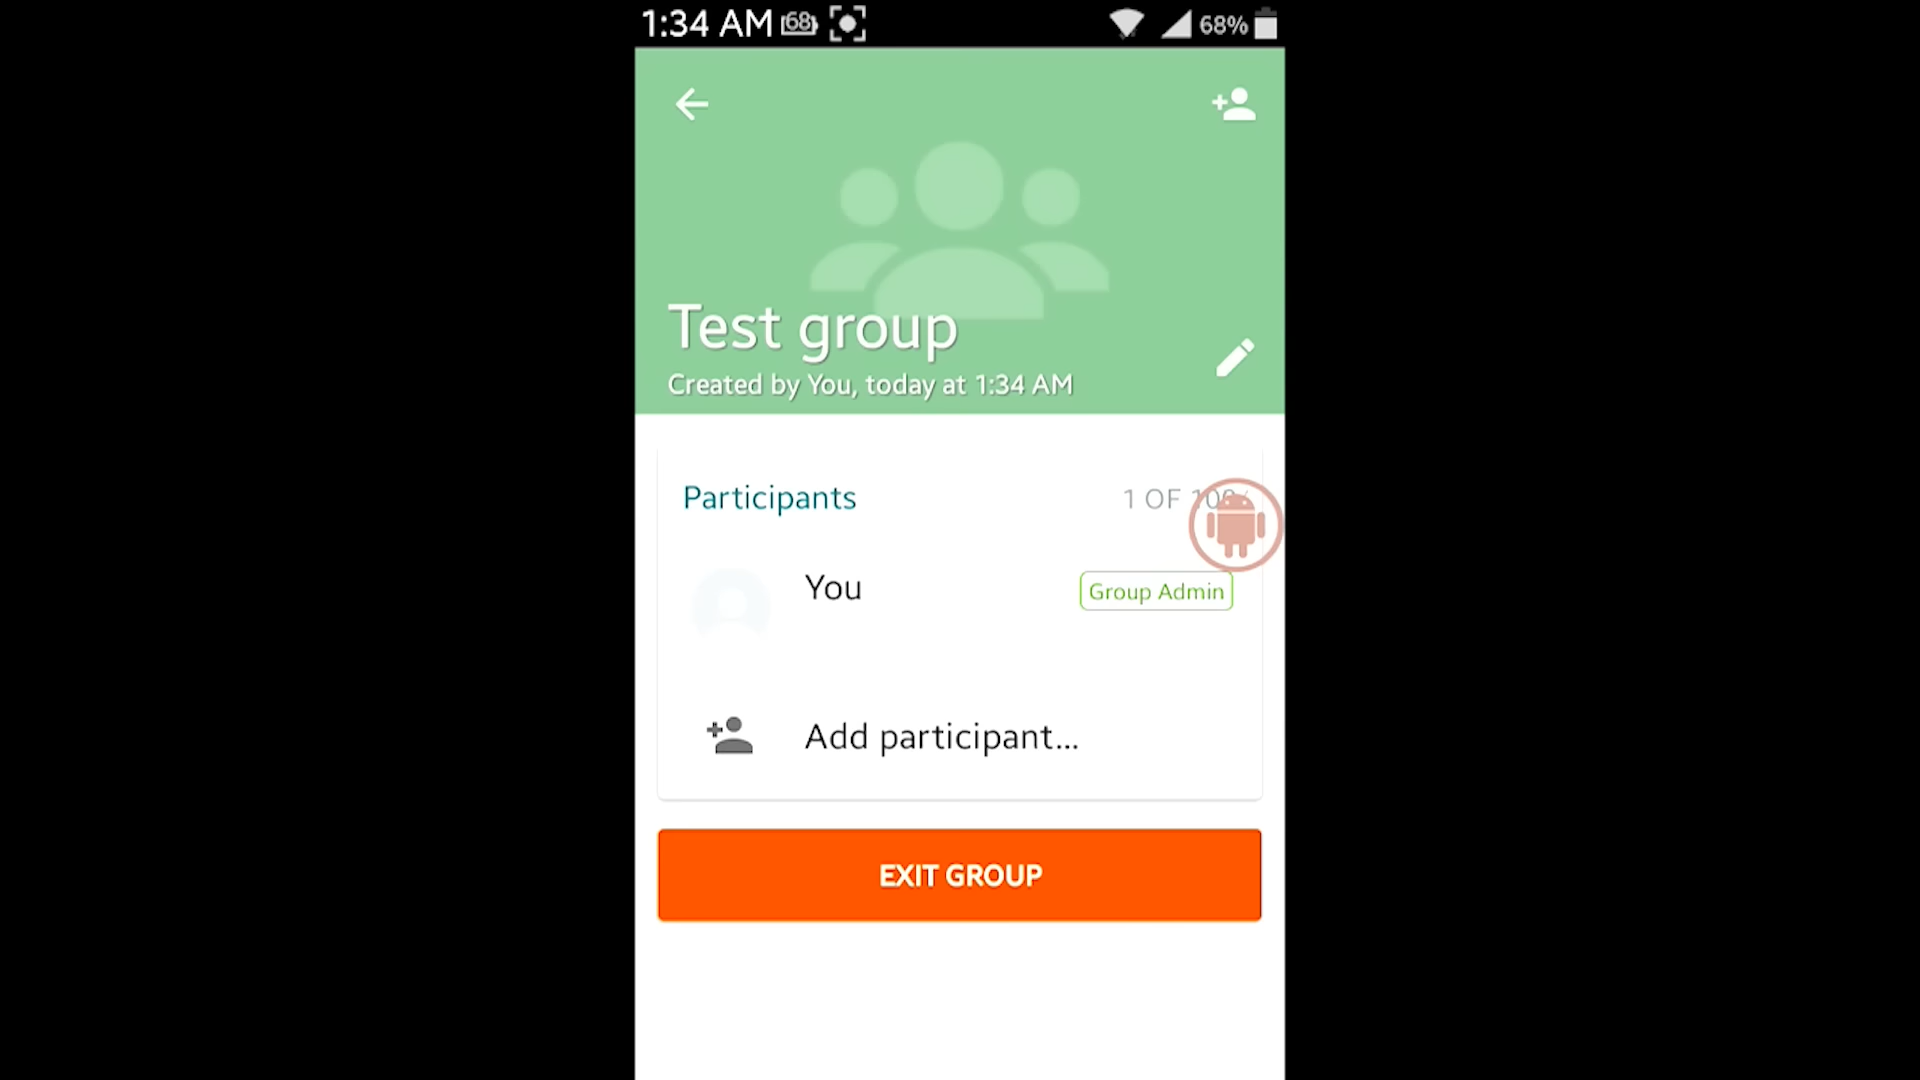 1:34 AM 68 68%
Test group
Created by You, today at 1:34 AM
Participants 1 OF
You Group Admin
Add participant...
EXIT GROUP